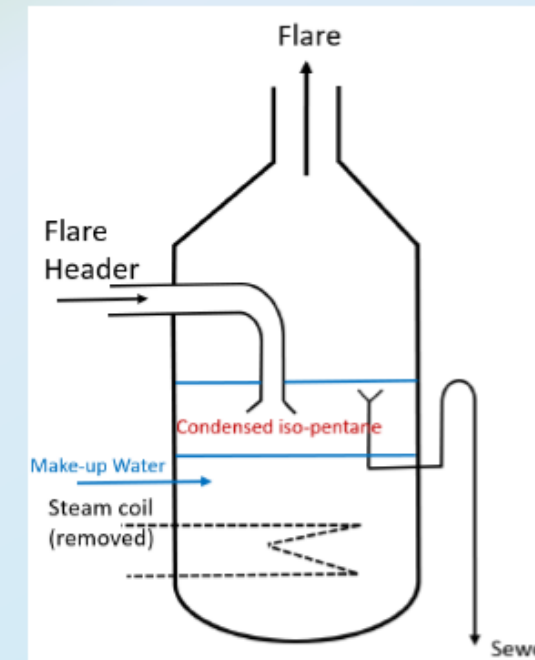 Flare
Flare
Header
Condensed iso-pentane
Make-up Water
Steam coil
(removed)